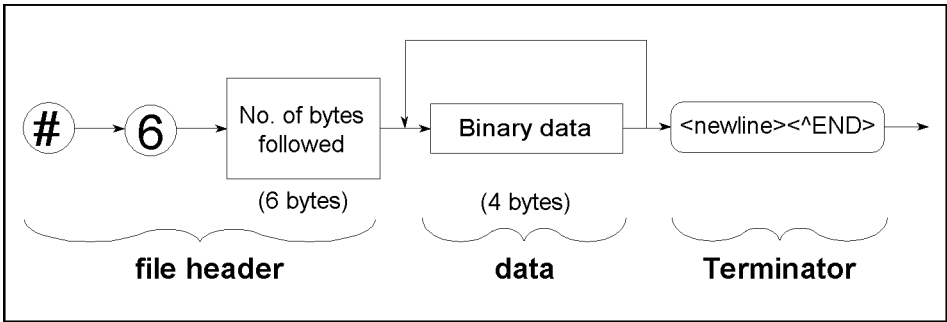 #
6
No. of bytes
followed
Binary data
<newline><^END>
(6 bytes)
(4 bytes)
file header
data
Terminator